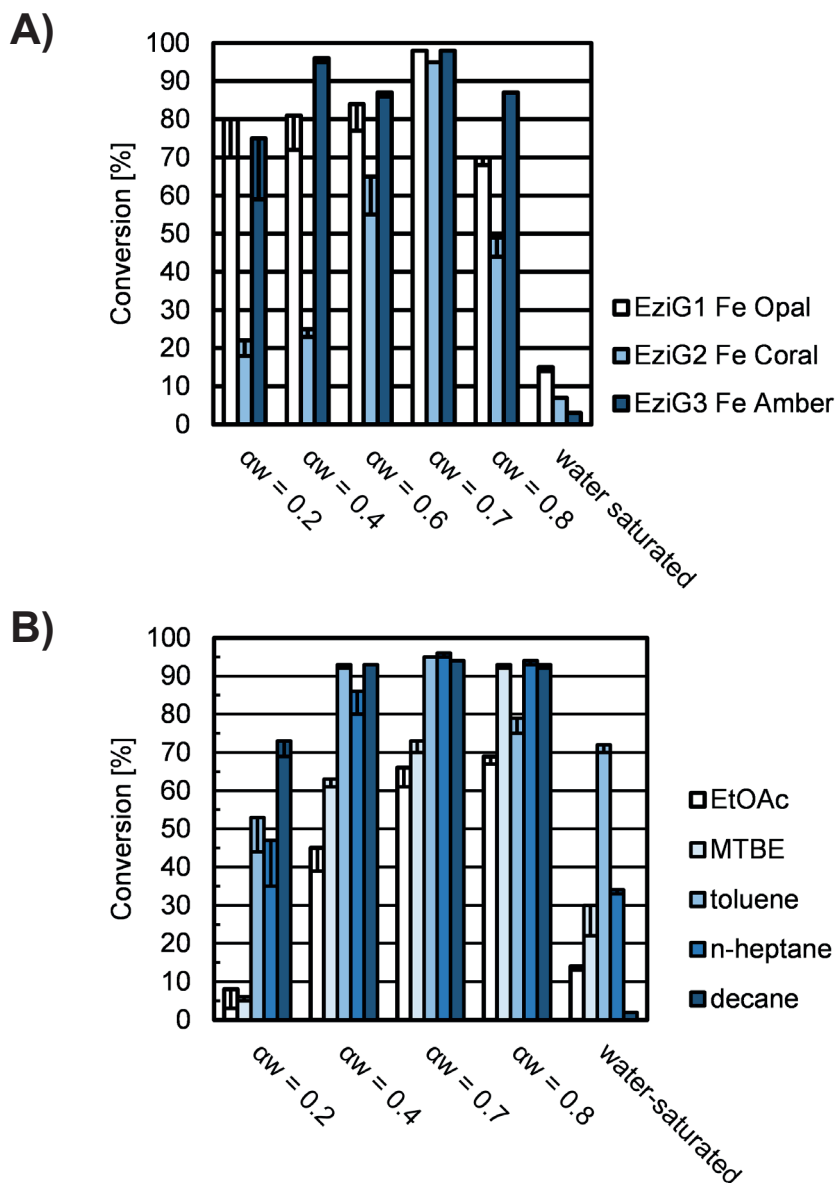 A)
Conversion [%]
100
90
80
70
60
50
40
30
20
10
0
αw = 0.2
αw = 0.4
αw = 0.6
αw = 0.7
αw = 0.8
water saturated
EziG1 Fe Opal
EziG2 Fe Coral
EziG3 Fe Amber
B)
Conversion [%]
100
90
80
70
60
50
40
30
20
10
0
αw = 0.2
αw = 0.4
αw = 0.7
αw = 0.8
water-saturated
EtOAc
MTBE
toluene
n-heptane
decane